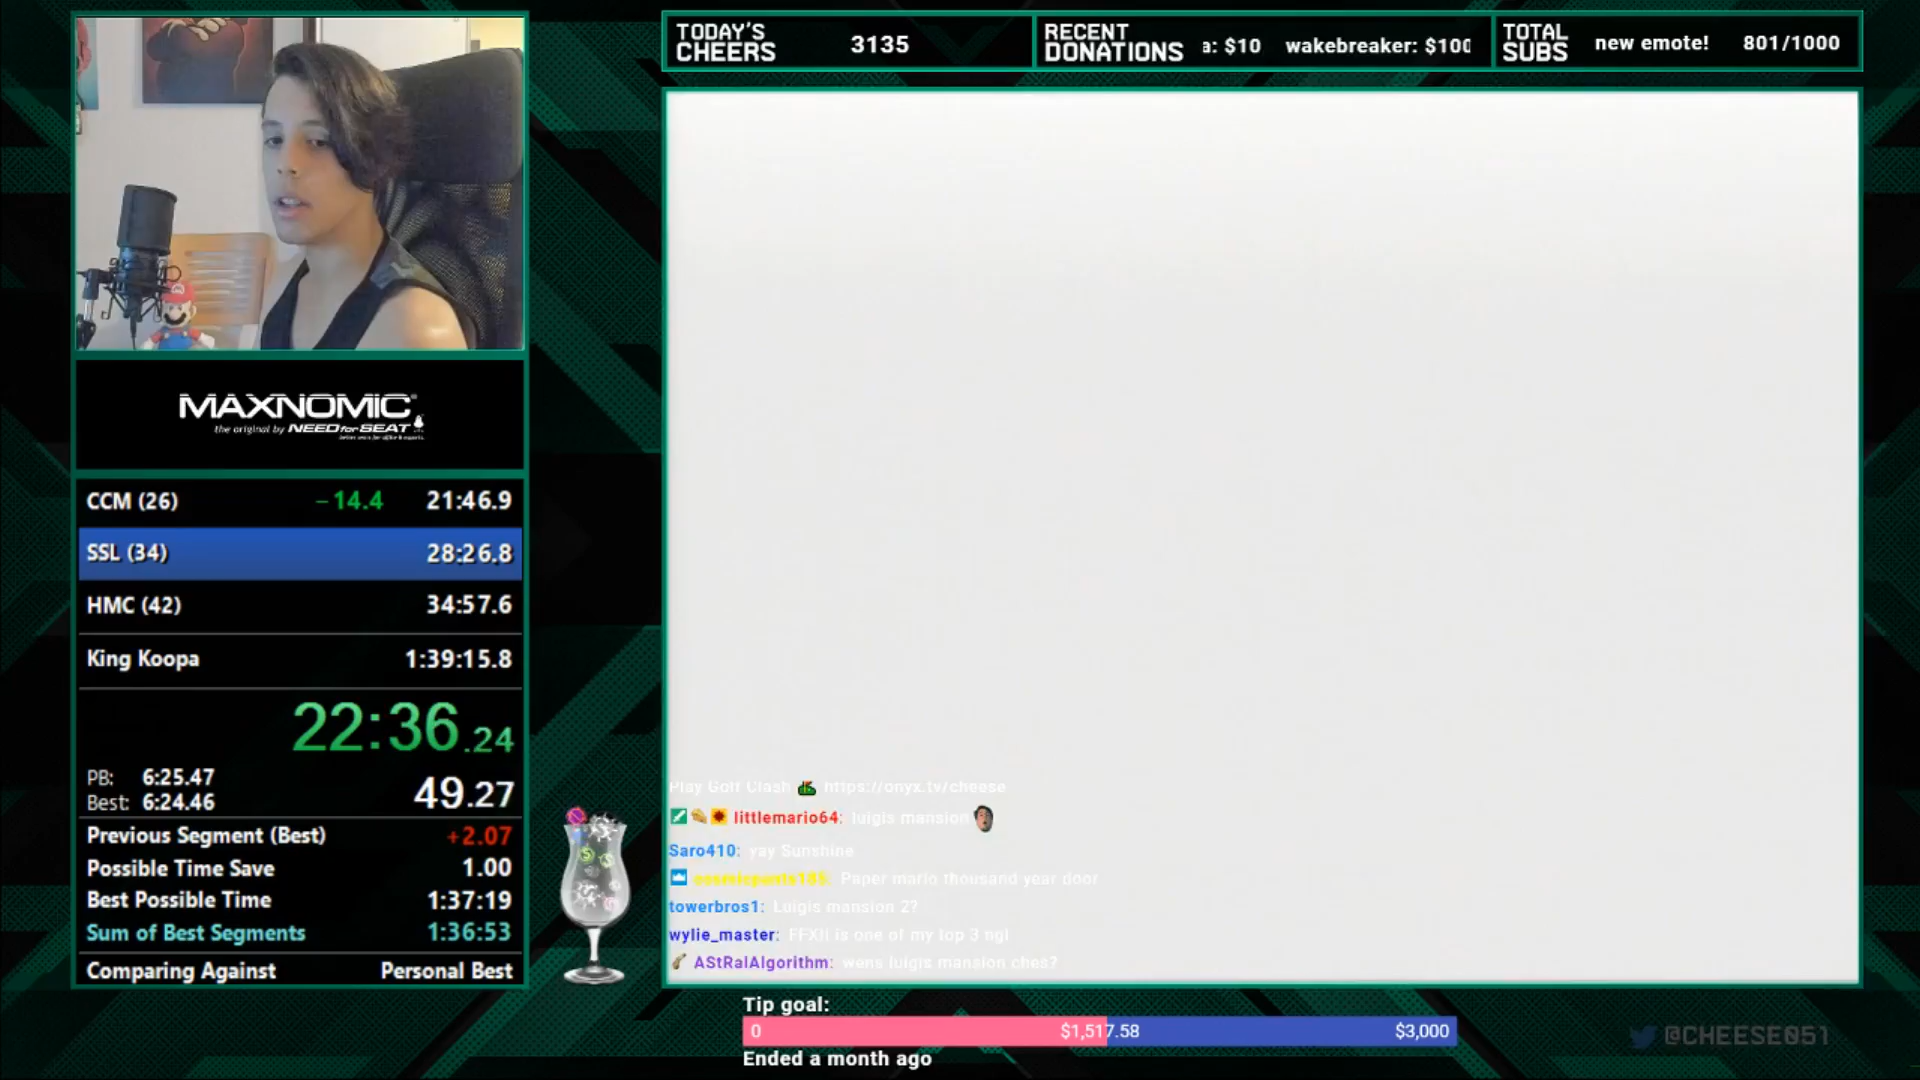 TODAY'S CHEERS 3135
RECENT DONATIONS a: $10 wakebreaker: $100
TOTAL SUBS new emote! 801/1000
MAXNOMIC
the original by NEED for SEAT
CCM (26) -14.4 21:46.9
SSL (34) 28:26.8
HMC (42) 34:57.6
King Koopa 1:39:15.8
22:36.24
PB: 6:25.47
Best: 6:24.46
49.27
Previous Segment (Best) +2.07
Possible Time Save 1.00
Best Possible Time 1:37:19
Sum of Best Segments 1:36:53
Comparing Against Personal Best
Play Golf Clash https://onyx.tv/cheese
littlemario64: luigis mansion
Saro410: yay Sunshine
cosmicpants185: Paper mario thousand year door
towerbros1: Luigis mansion 2?
wylie_master: FFXII is one of my top 3 ngl
AStRalAlgorithm: wens luigis mansion ches?
Tip goal:
0 $1,517.58 $3,000
Ended a month ago
@CHEESE051